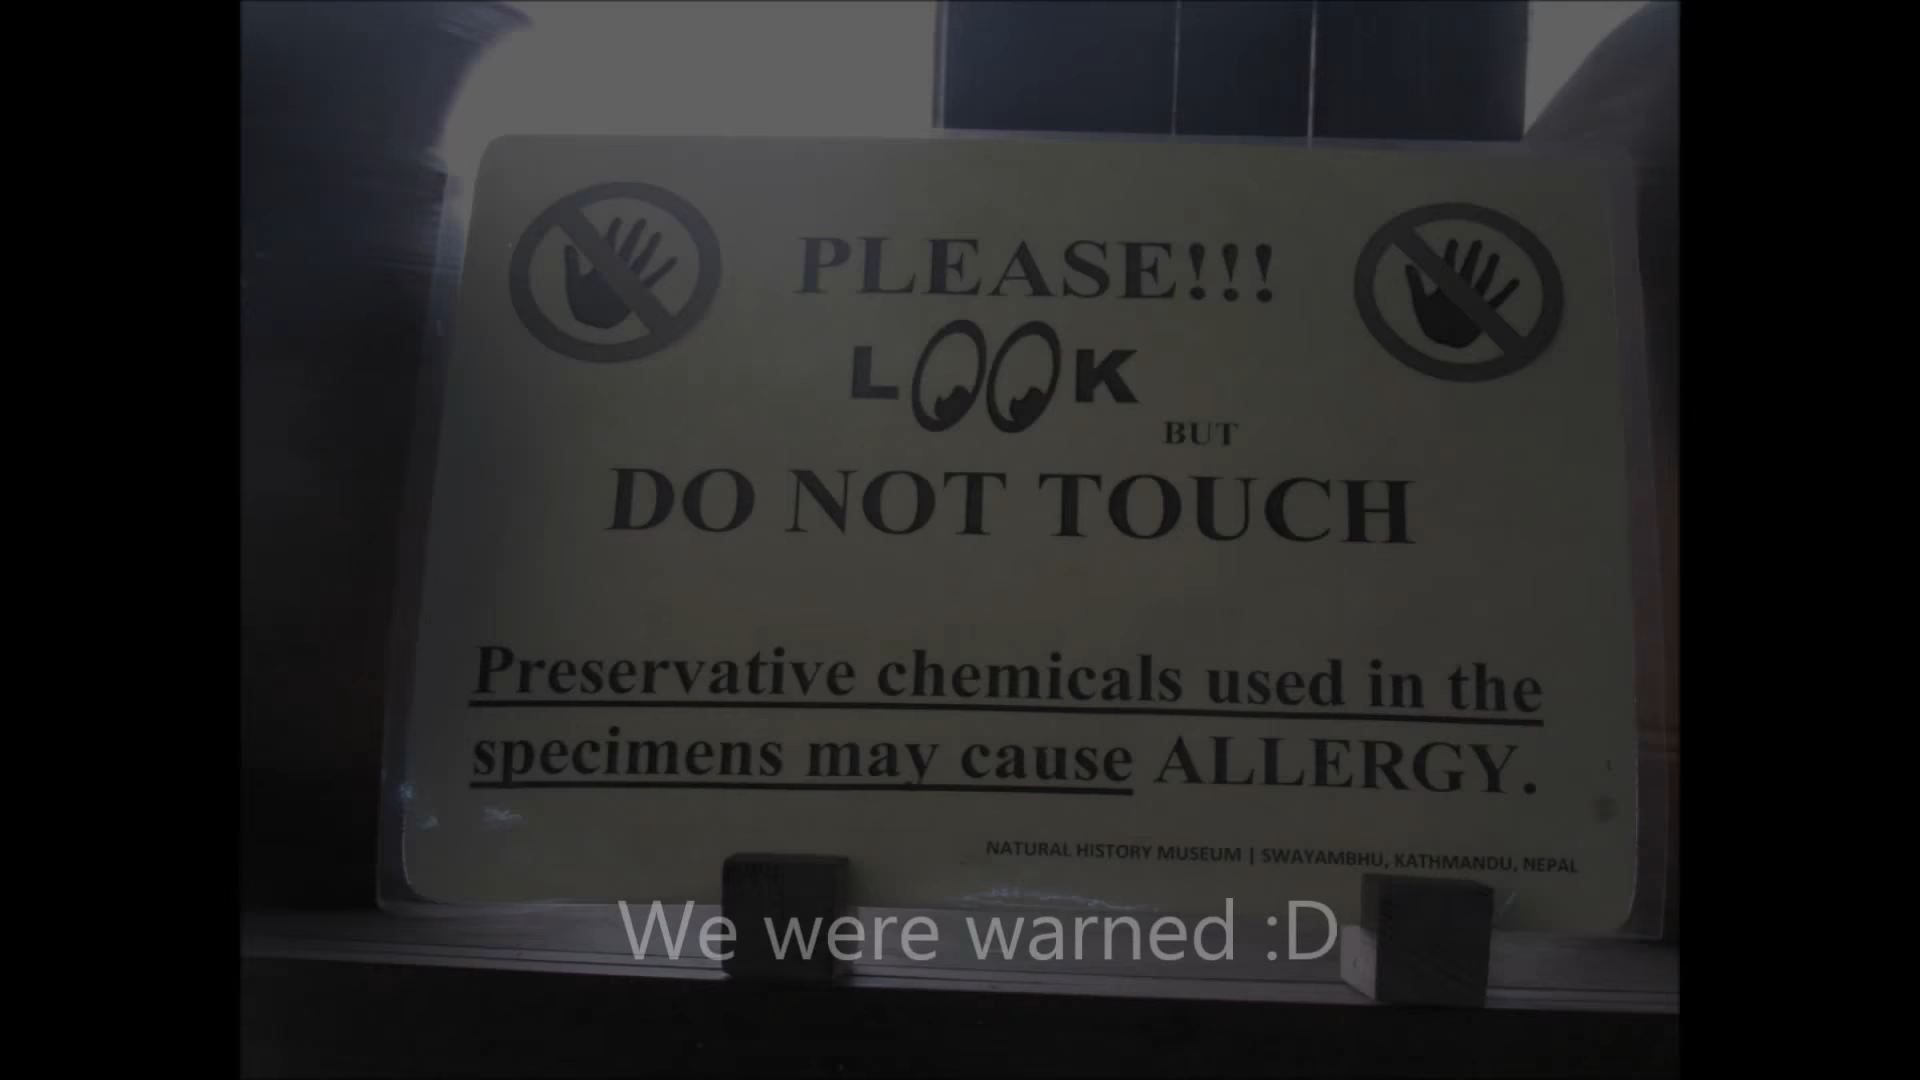 PLEASE!!!
LOOK
BUT
DO NOT TOUCH
Preservative chemicals used in the
specimens may cause ALLERGY.
NATURAL HISTORY MUSEUM | SWAYAMBHU, KATHMANDU, NEPAL
We were warned :D